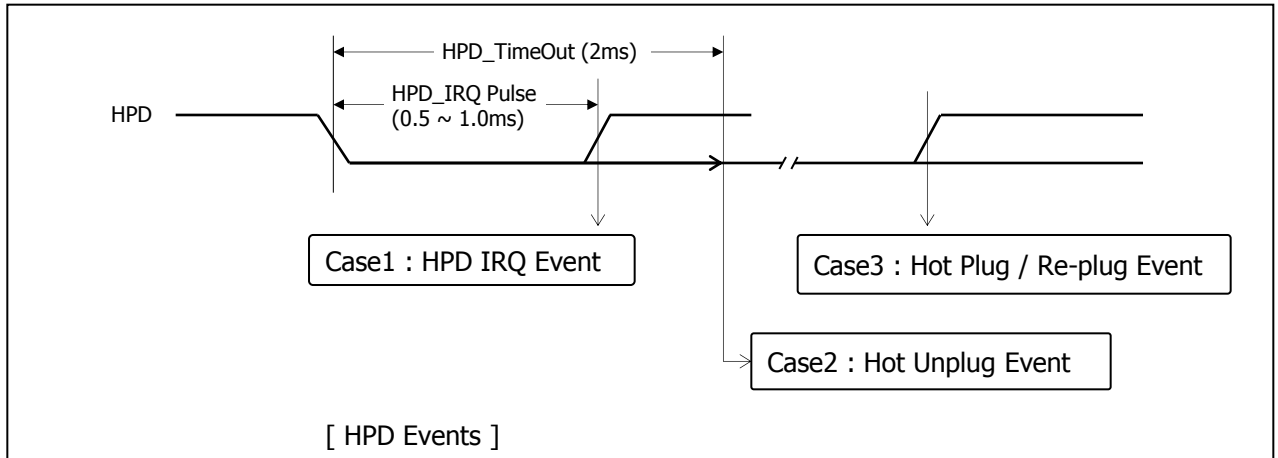 HPD_TimeOut (2ms)
HPD_IRQ Pulse
(0.5 ~ 1.0ms)
HPD
Case1 : HPD IRQ Event
Case3 : Hot Plug / Re-plug Event
Case2 : Hot Unplug Event
[ HPD Events ]